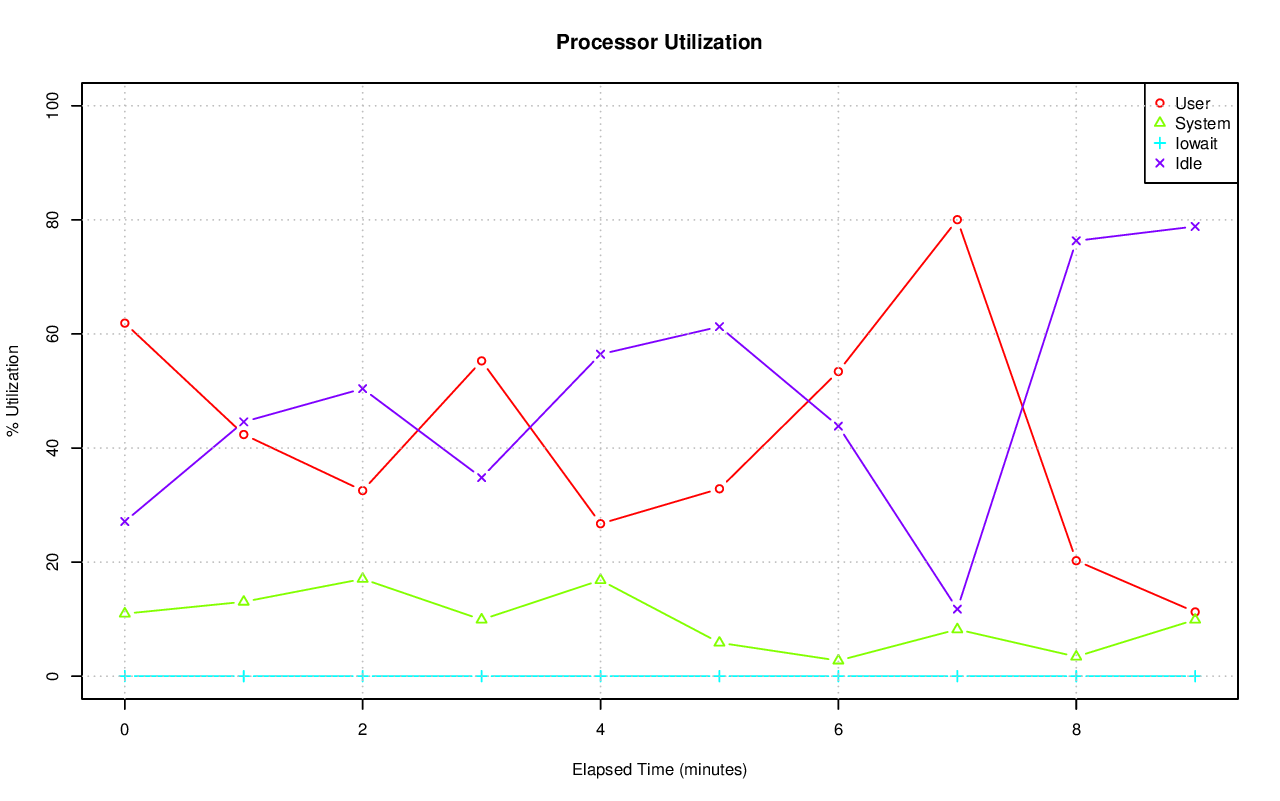 Processor Utilization
User
System
Iowait
Idle
% Utilization
100
80
60
40
20
0
0 2 4 6 8
Elapsed Time (minutes)